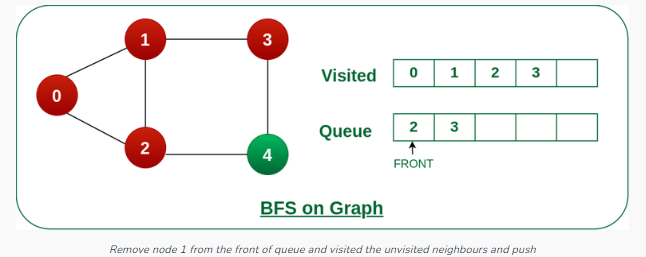 1
3
0
2
4
Visited
0 1 2 3
Queue
2 3
FRONT
BFS on Graph
Remove node 1 from the front of queue and visited the unvisited neighbours and push